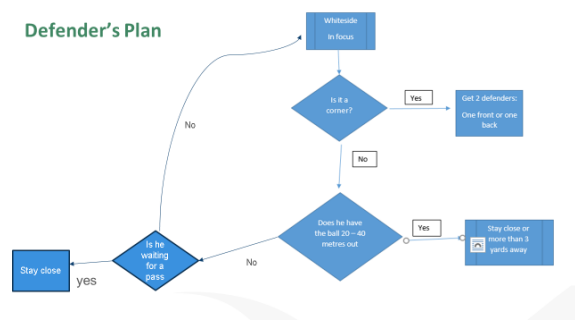 Defender's Plan
Whiteside
In focus
Is it a
corner?
Yes
Get 2 defenders:
One front or one
back
No
No
Does he have
the ball 20 – 40
metres out
Yes
Stay close or
more than 3
yards away
Is he
waiting
for a
pass
No
Stay close
yes